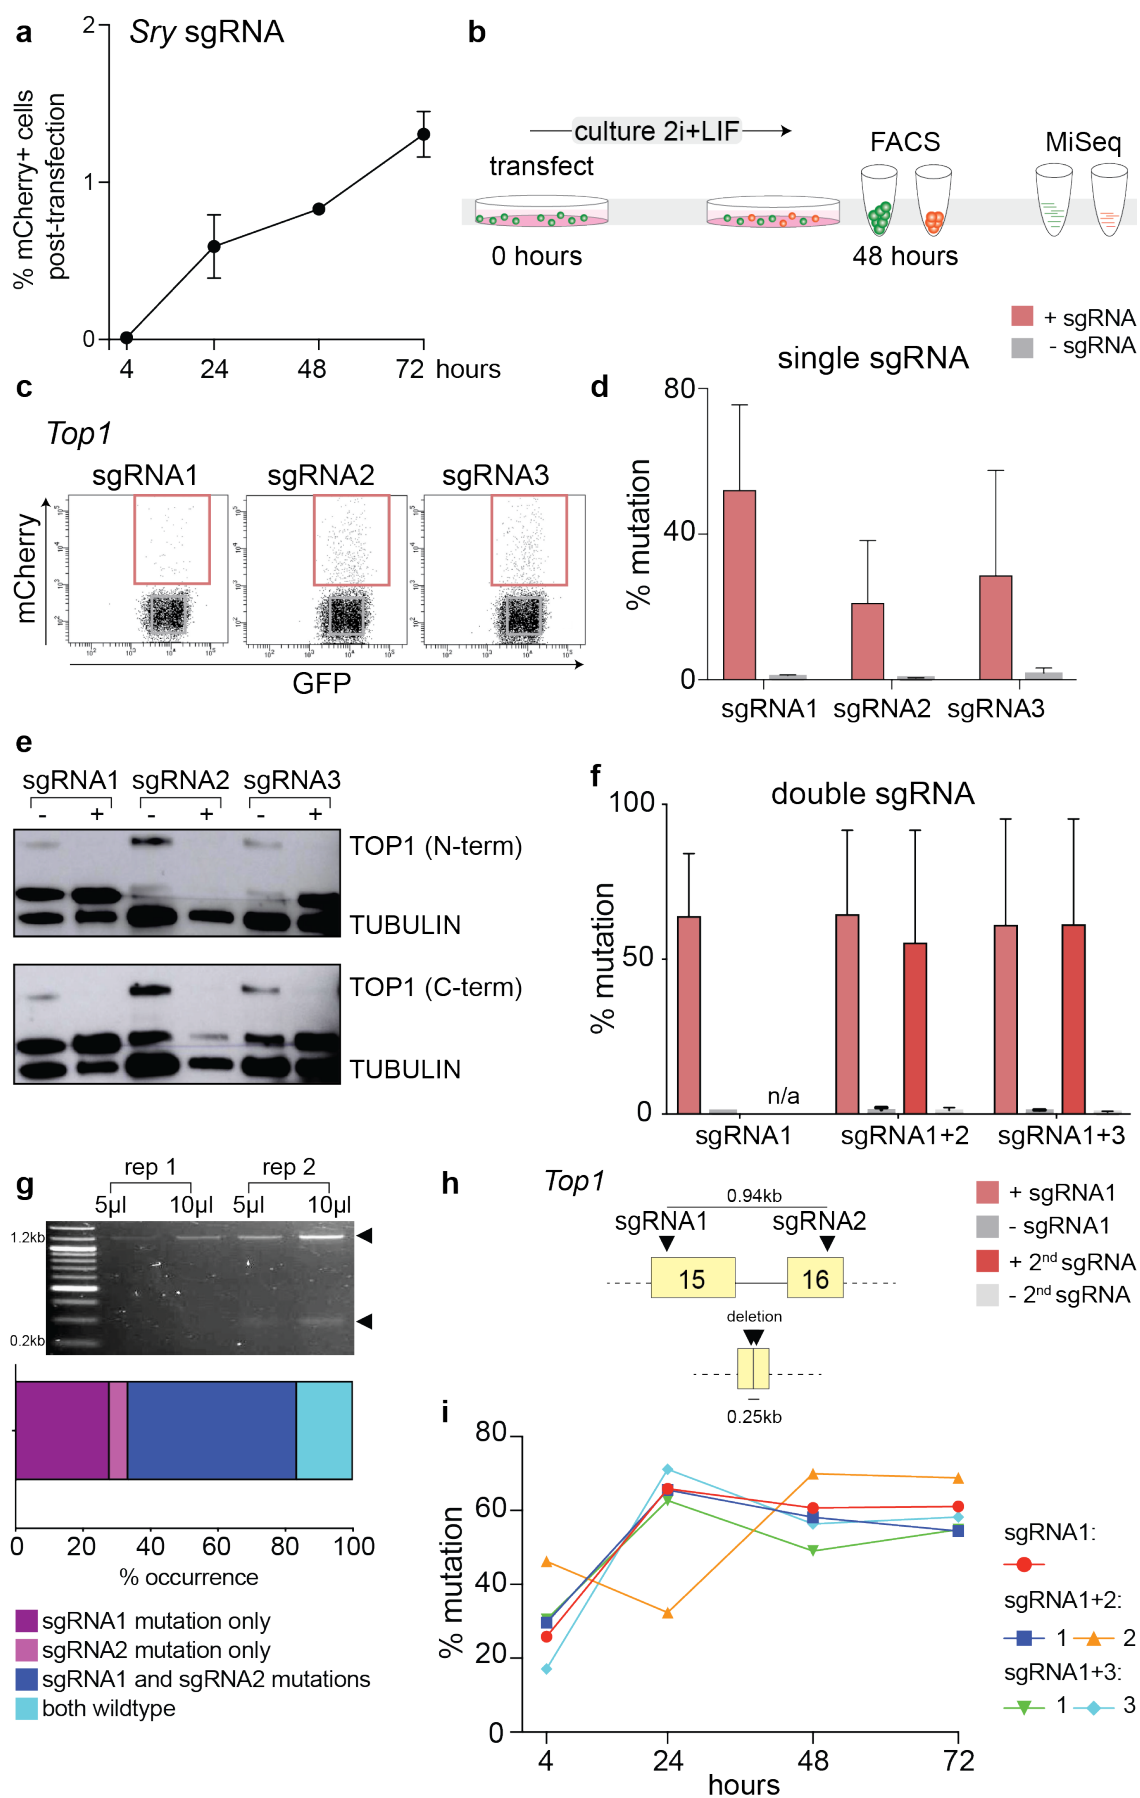 a
Sry sgRNA
% mCherry+ cells
post-transfection
2
1
0
4 24 48 72 hours
b
culture 2i+LIF
transfect
FACS
MiSeq
0 hours
48 hours
+ sgRNA
- sgRNA
c
Top1
sgRNA1 sgRNA2 sgRNA3
mCherry
GFP
d
single sgRNA
% mutation
80
40
0
sgRNA1 sgRNA2 sgRNA3
e
sgRNA1 sgRNA2 sgRNA3
- + - + - +
TOP1 (N-term)
TUBULIN
TOP1 (C-term)
TUBULIN
f
double sgRNA
% mutation
100
50
0
n/a
sgRNA1 sgRNA1+2 sgRNA1+3
+ sgRNA1
- sgRNA1
+ 2nd sgRNA
- 2nd sgRNA
g
rep 1 rep 2
5µl 10µl 5µl 10µl
1.2kb
0.2kb
0 20 40 60 80 100
% occurrence
sgRNA1 mutation only
sgRNA2 mutation only
sgRNA1 and sgRNA2 mutations
both wildtype
h
Top1
0.94kb
sgRNA1 sgRNA2
15 16
deletion
0.25kb
i
% mutation
80
60
40
20
0
4 24 48 72
hours
sgRNA1:
sgRNA1+2:
1 2
sgRNA1+3:
1 3